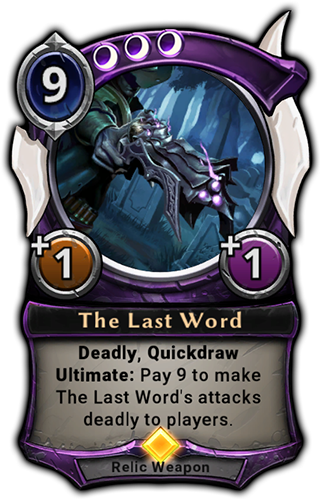 9
+1
+1
The Last Word
Deadly, Quickdraw
Ultimate: Pay 9 to make
The Last Word's attacks
deadly to players.
Relic Weapon